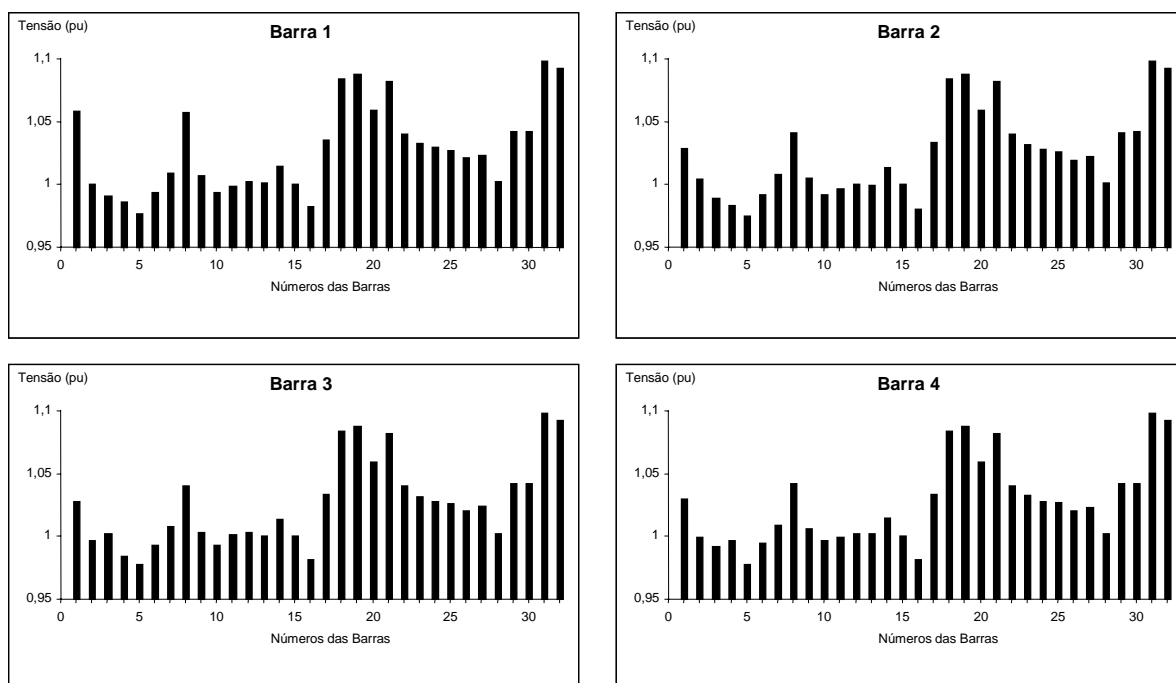 Tensão (pu)
Barra 1
1,1
1,05
1
0,95
0 5 10 15 20 25 30
Números das Barras
Tensão (pu)
Barra 2
1,1
1,05
1
0,95
0 5 10 15 20 25 30
Números das Barras
Tensão (pu)
Barra 3
1,1
1,05
1
0,95
0 5 10 15 20 25 30
Números das Barras
Tensão (pu)
Barra 4
1,1
1,05
1
0,95
0 5 10 15 20 25 30
Números das Barras